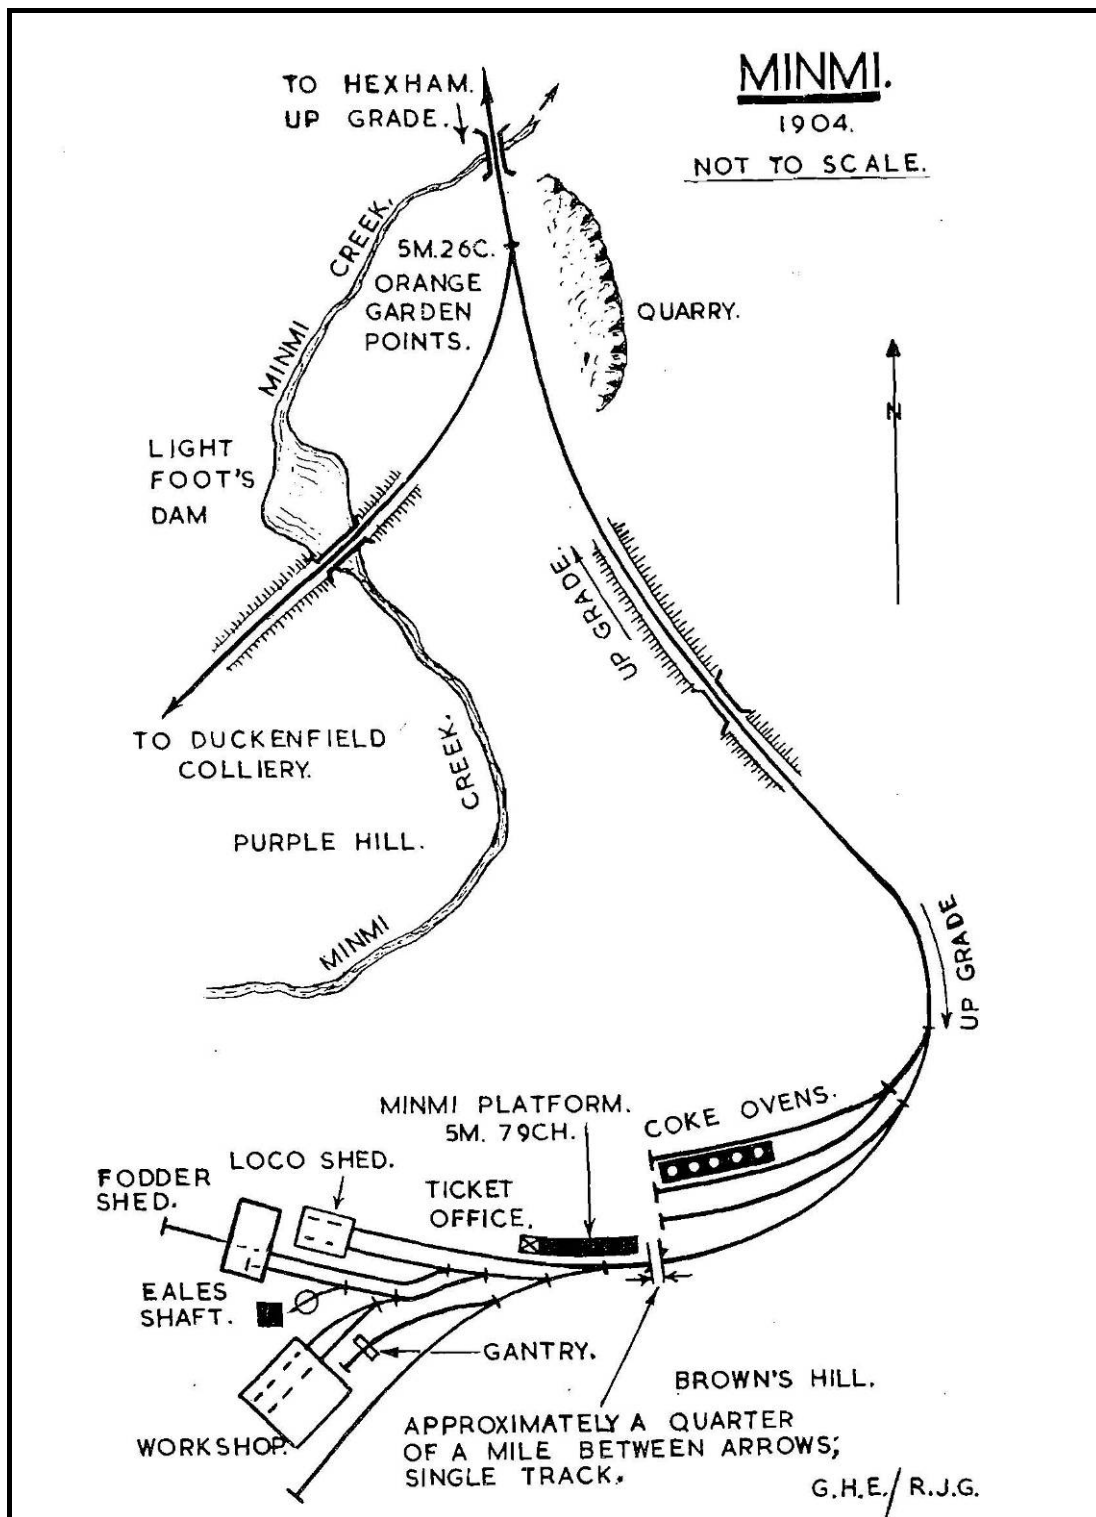 MINMI.
1904.
NOT TO SCALE.
TO HEXHAM.
UP GRADE.
CREEK.
MINMI
5M.26C.
ORANGE
GARDEN
POINTS.
QUARRY.
N
LIGHT
FOOT'S
DAM
UP GRADE.
TO DUCKENFIELD
COLLIERY.
CREEK.
PURPLE HILL.
MINMI
UP GRADE
MINMI PLATFORM.
5M. 79CH.
COKE OVENS.
LOCO SHED.
FODDER
SHED.
TICKET
OFFICE.
EALES
SHAFT.
GANTRY.
BROWN'S HILL.
WORKSHOP.
APPROXIMATELY A QUARTER
OF A MILE BETWEEN ARROWS;
SINGLE TRACK.
G.H.E./R.J.G.